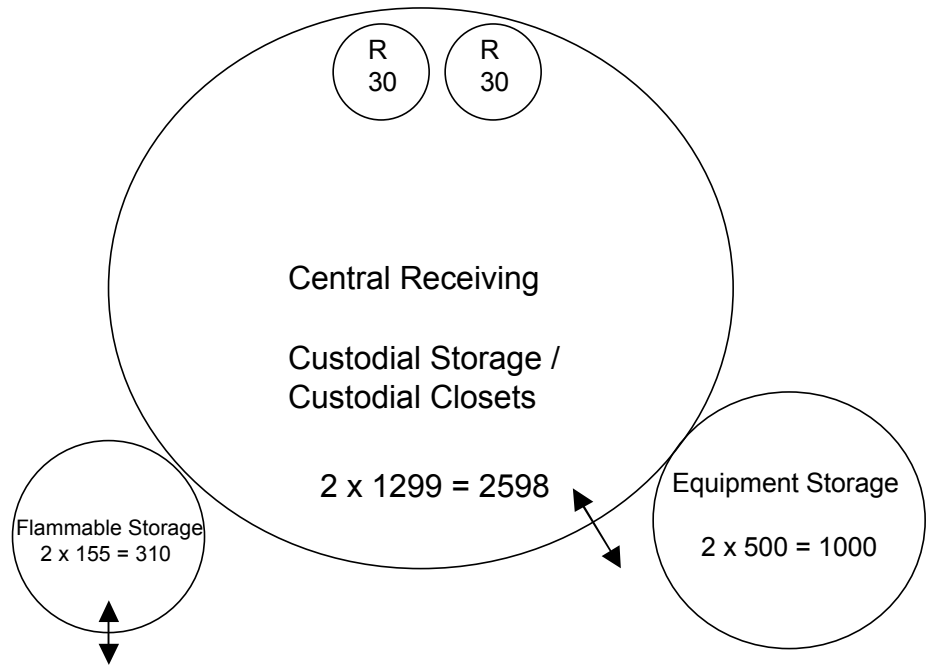 R
30
R
30
Central Receiving
Custodial Storage /
Custodial Closets
2 x 1299 = 2598
Equipment Storage
2 x 500 = 1000
Flammable Storage
2 x 155 = 310